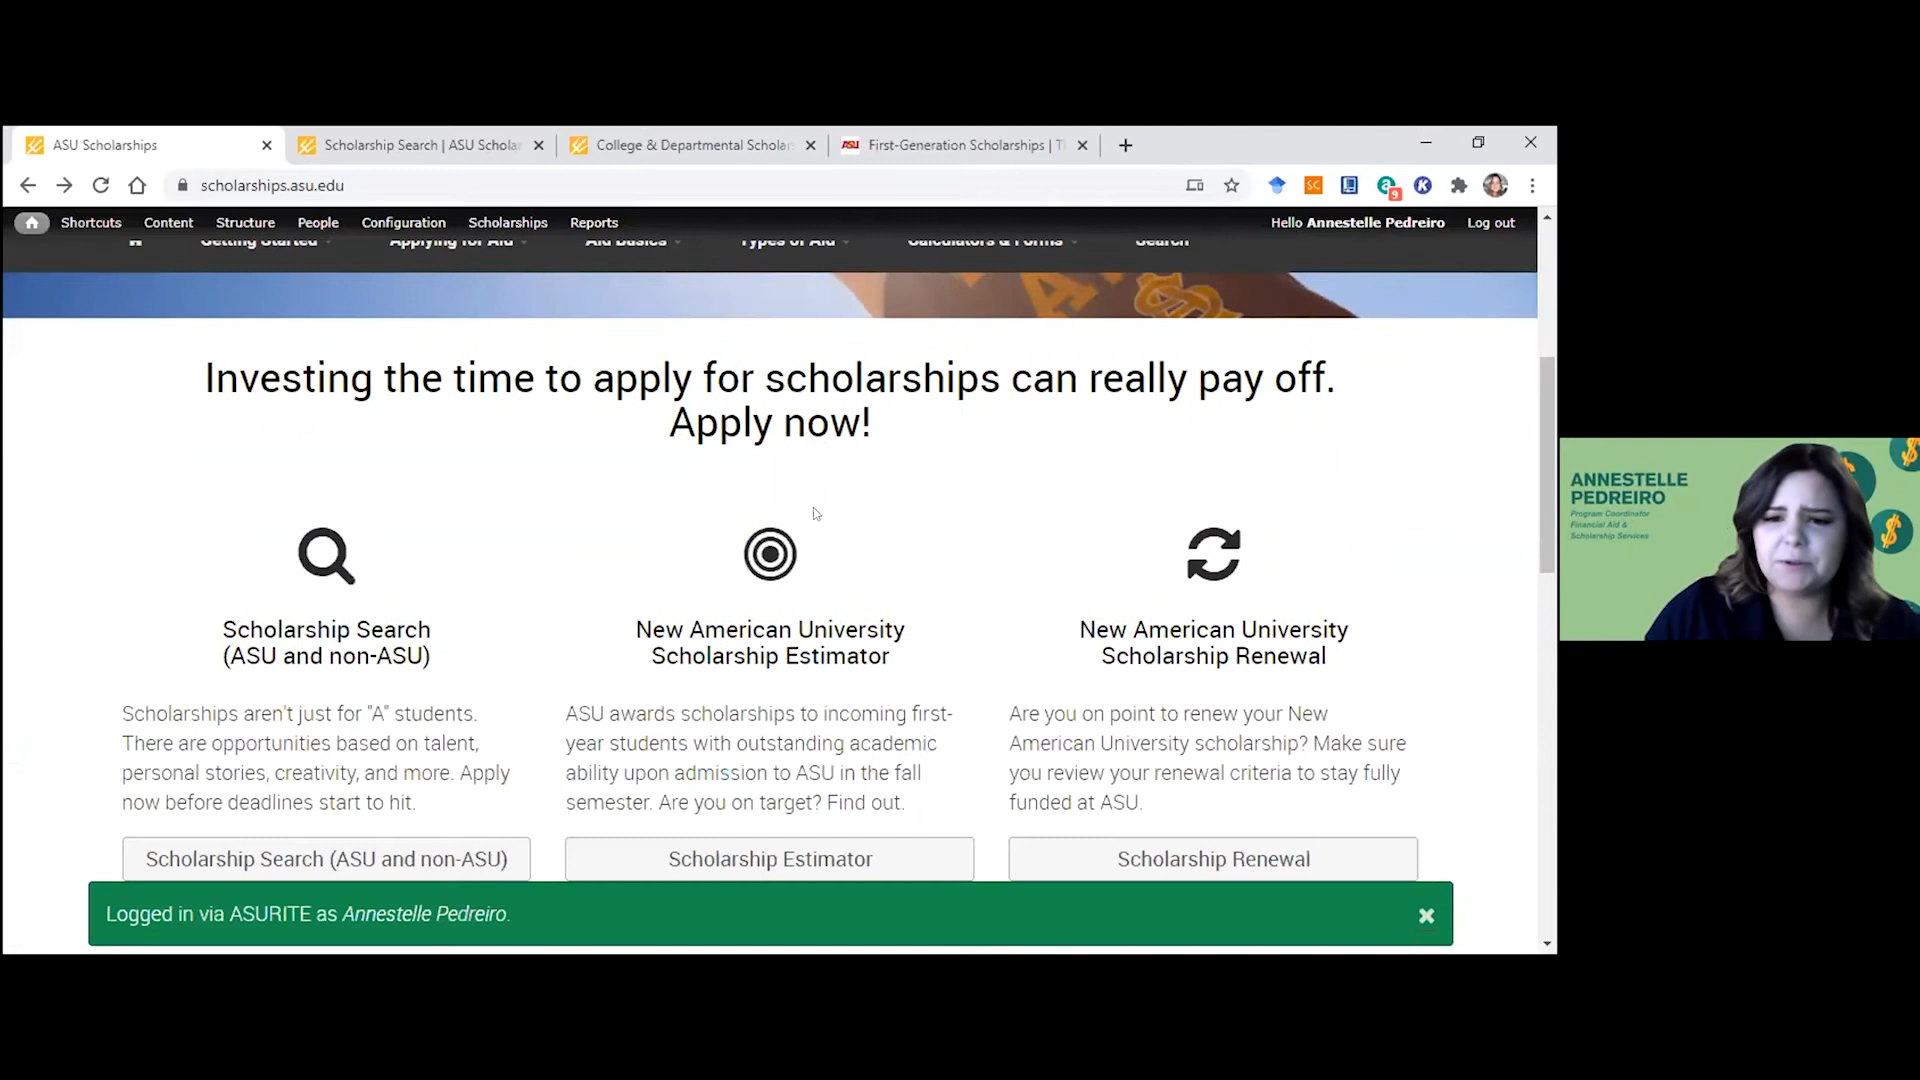 ASU Scholarships
Scholarship Search | ASU Schola
College & Departmental Scholar
First-Generation Scholarships | T
scholarships.asu.edu
SC
a
9
K
Shortcuts Content Structure People Configuration Scholarships Reports Hello Annestelle Pedreiro Log out
Getting Started Applying for Aid Aid Basics Types of Aid Calculators & Forms Search
Investing the time to apply for scholarships can really pay off.
Apply now!
Scholarship Search
(ASU and non-ASU)
Scholarships aren't just for "A" students.
There are opportunities based on talent,
personal stories, creativity, and more. Apply
now before deadlines start to hit.
Scholarship Search (ASU and non-ASU)
New American University
Scholarship Estimator
ASU awards scholarships to incoming first-
year students with outstanding academic
ability upon admission to ASU in the fall
semester. Are you on target? Find out.
Scholarship Estimator
New American University
Scholarship Renewal
Are you on point to renew your New
American University scholarship? Make sure
you review your renewal criteria to stay fully
funded at ASU.
Scholarship Renewal
Logged in via ASURITE as Annestelle Pedreiro.
ANNESTELLE
PEDREIRO
Program Coordinator
Financial Aid &
Scholarship Services